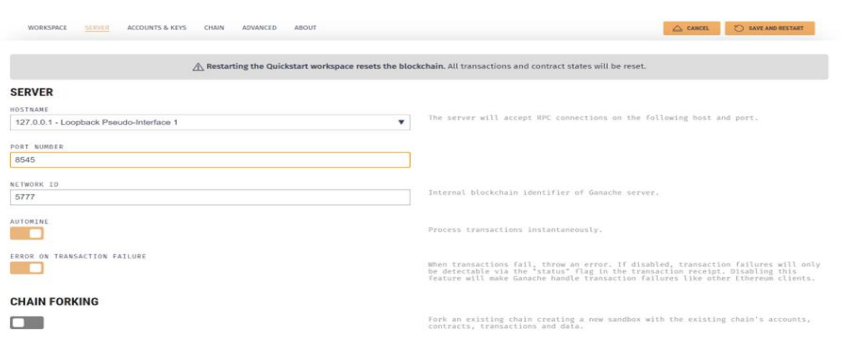 WORKSPACE SERVER ACCOUNTS & KEYS CHAIN ADVANCED ABOUT CANCEL SAVE AND RESTART
Restarting the Quickstart workspace resets the blockchain. All transactions and contract states will be reset.
SERVER
HOSTNAME
127.0.0.1 - Loopback Pseudo-Interface 1
The server will accept RPC connections on the following host and port.
PORT NUMBER
8545
NETWORK ID
5777
Internal blockchain identifier of Ganache server.
AUTOMINE
Process transactions instantaneously.
ERROR ON TRANSACTION FAILURE
When transactions fail, throw an error. If disabled, transaction failures will only
be detectable via the "status" flag in the transaction receipt. Disabling this
feature will make Ganache handle transaction failures like other Ethereum clients.
CHAIN FORKING
Fork an existing chain creating a new sandbox with the existing chain's accounts,
contracts, transactions and data.